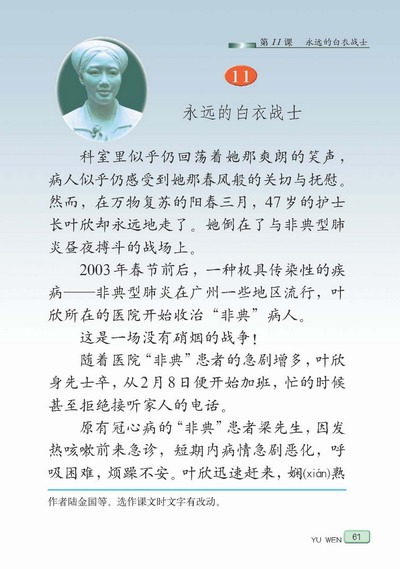 第11课 永远的白衣战士
11
永远的白衣战士
科室里似乎仍回荡着她那爽朗的笑声，
病人似乎仍感受到她那春风般的关切与抚慰。
然而，在万物复苏的阳春三月，47岁的护士
长叶欣却永远地走了。她倒在了与非典型肺
炎昼夜搏斗的战场上。
2003年春节前后，一种极具传染性的疾
病——非典型肺炎在广州一些地区流行，叶
欣所在的医院开始收治“非典”病人。
这是一场没有硝烟的战争！
随着医院“非典”患者的急剧增多，叶欣
身先士卒，从2月8日便开始加班，忙的时候
甚至拒绝接听家人的电话。
原有冠心病的“非典”患者梁先生，因发
热咳嗽前来急诊，短期内病情急剧恶化，呼
吸困难，烦躁不安。叶欣迅速赶来，娴(xián)熟
作者陆金国等。选作课文时文字有改动。
YU WEN 61